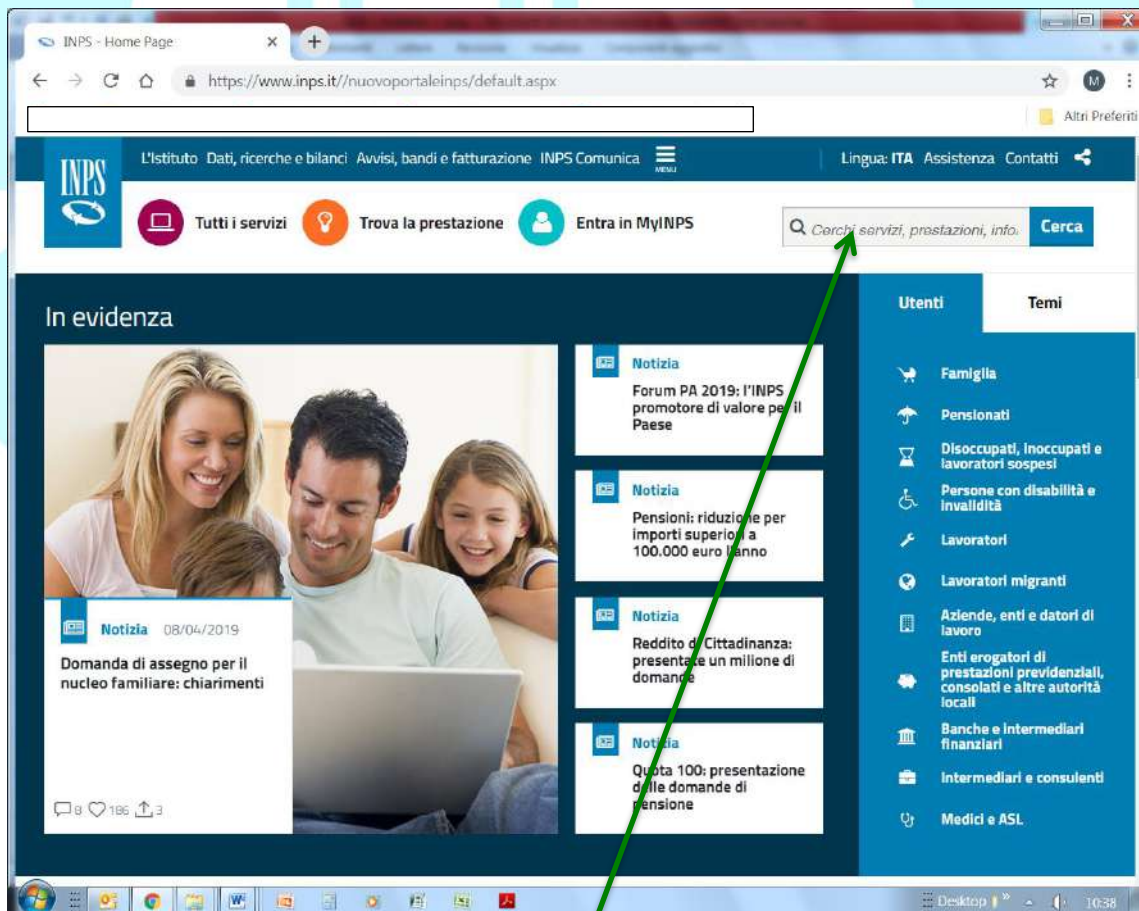 INPS - Home Page
https://www.inps.it//nuovoportaleinps/default.aspx
M
Altri Preferiti
INPS
L'Istituto Dati, ricerche e bilanci Avvisi, bandi e fatturazione INPS Comunica MENU
Lingua: ITA Assistenza Contatti
Tutti i servizi
Trova la prestazione
Entra in MyINPS
Cerchi servizi, prestazioni, info.
Cerca
In evidenza
Notizia 08/04/2019
Domanda di assegno per il
nucleo familiare: chiarimenti
8 186 3
Notizia
Forum PA 2019: l'INPS
promotore di valore per il
Paese
Notizia
Pensioni: riduzione per
importi superiori a
100.000 euro l'anno
Notizia
Reddito di Cittadinanza:
presentate un milione di
domande
Notizia
Quota 100: presentazione
delle domande di
pensione
Utenti
Temi
Famiglia
Pensionati
Disoccupati, inoccupati e
lavoratori sospesi
Persone con disabilità e
invalidità
Lavoratori
Lavoratori migranti
Aziende, enti e datori di
lavoro
Enti erogatori di
prestazioni previdenziali,
consolati e altre autorità
locali
Banche e intermediari
finanziari
Intermediari e consulenti
Medici e ASL
Desktop
10:38